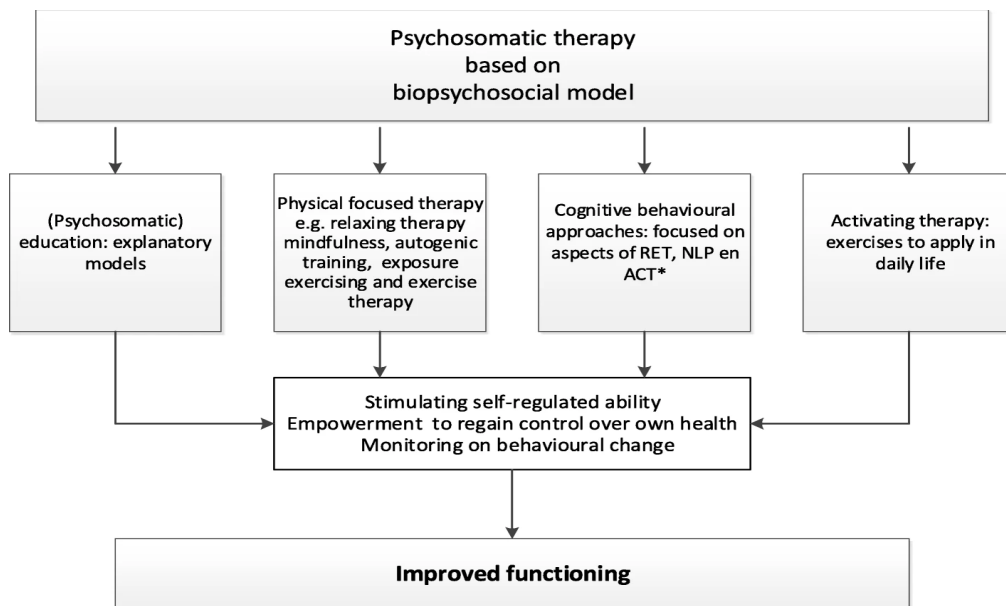 Psychosomatic therapy
based on
biopsychosocial model
(Psychosomatic)
education: explanatory
models
Physical focused therapy
e.g. relaxing therapy
mindfulness, autogenic
training, exposure
exercising and exercise
therapy
Cognitive behavioural
approaches: focused on
aspects of RET, NLP en
ACT*
Activating therapy:
exercises to apply in
daily life
Stimulating self-regulated ability
Empowerment to regain control over own health
Monitoring on behavioural change
Improved functioning